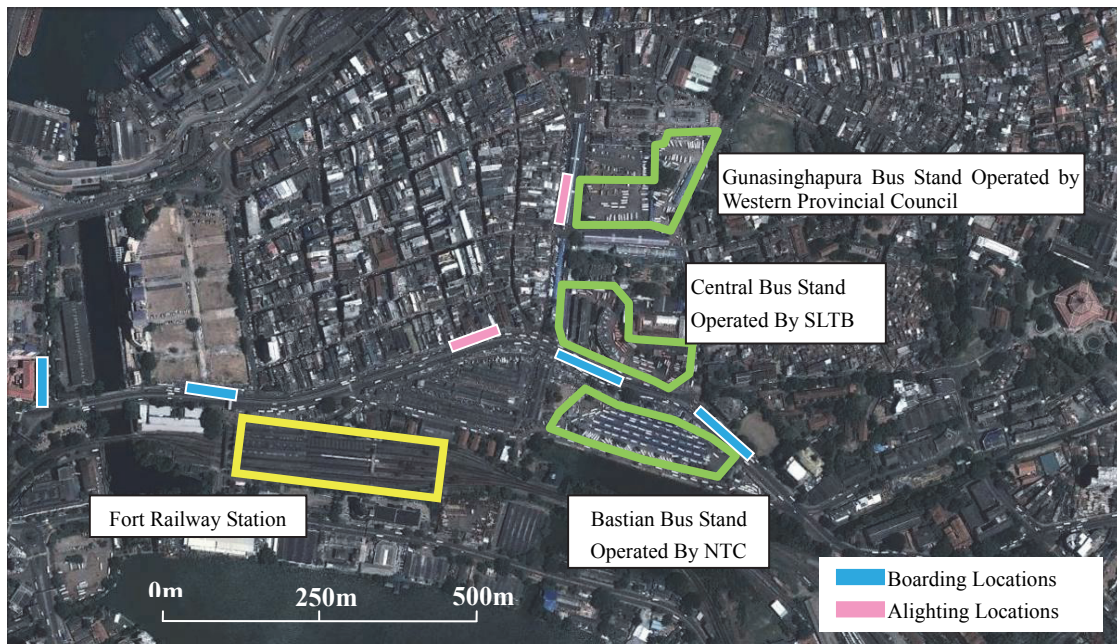 Gunasinghapura Bus Stand Operated by
Western Provincial Council
Central Bus Stand
Operated By SLTB
Fort Railway Station
Bastian Bus Stand
Operated By NTC
0m
250m
500m
Boarding Locations
Alighting Locations